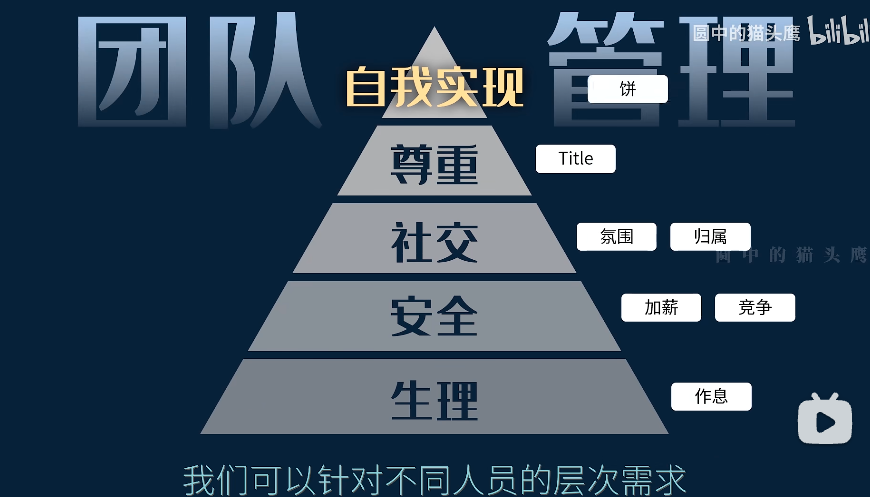 团队 管理
圆中的猫头鹰 bilibil
自我实现
饼
尊重
Title
社交
氛围
归属
圆中的猫头鹰
安全
加薪
竞争
生理
作息
我们可以针对不同人员的层次需求